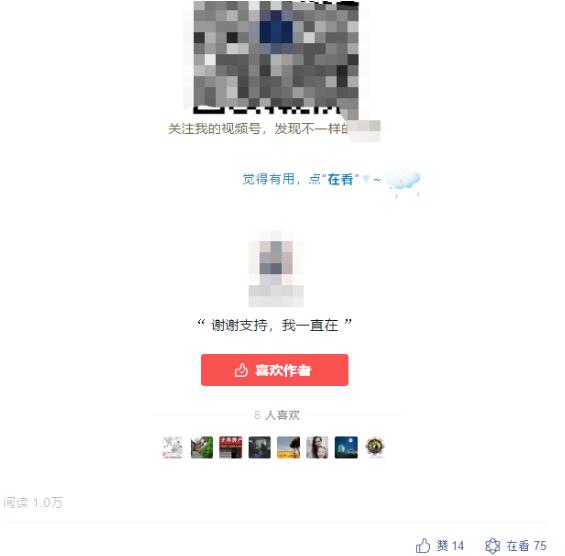 关注我的视频号，发现不一样的
觉得有用，点“在看”~
“ 谢谢支持，我一直在 ”
喜欢作者
8 人喜欢
阅读 1.0万
赞 14 在看 75